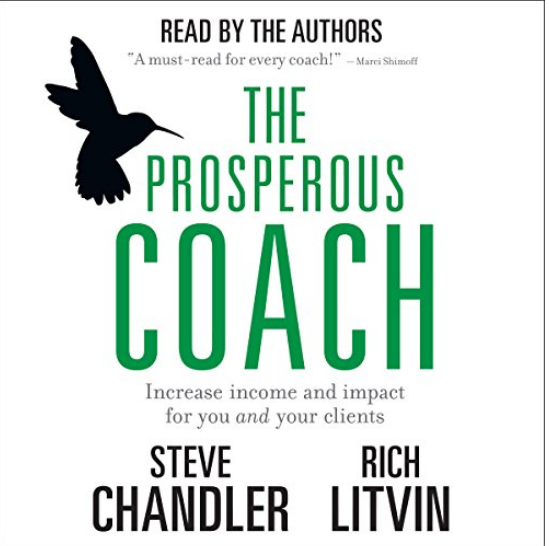 READ BY THE AUTHORS
"A must-read for every coach!" — Marci Shimoff
THE
PROSPEROUS
COACH
Increase income and impact
for you and your clients
STEVE RICH
CHANDLER LITVIN